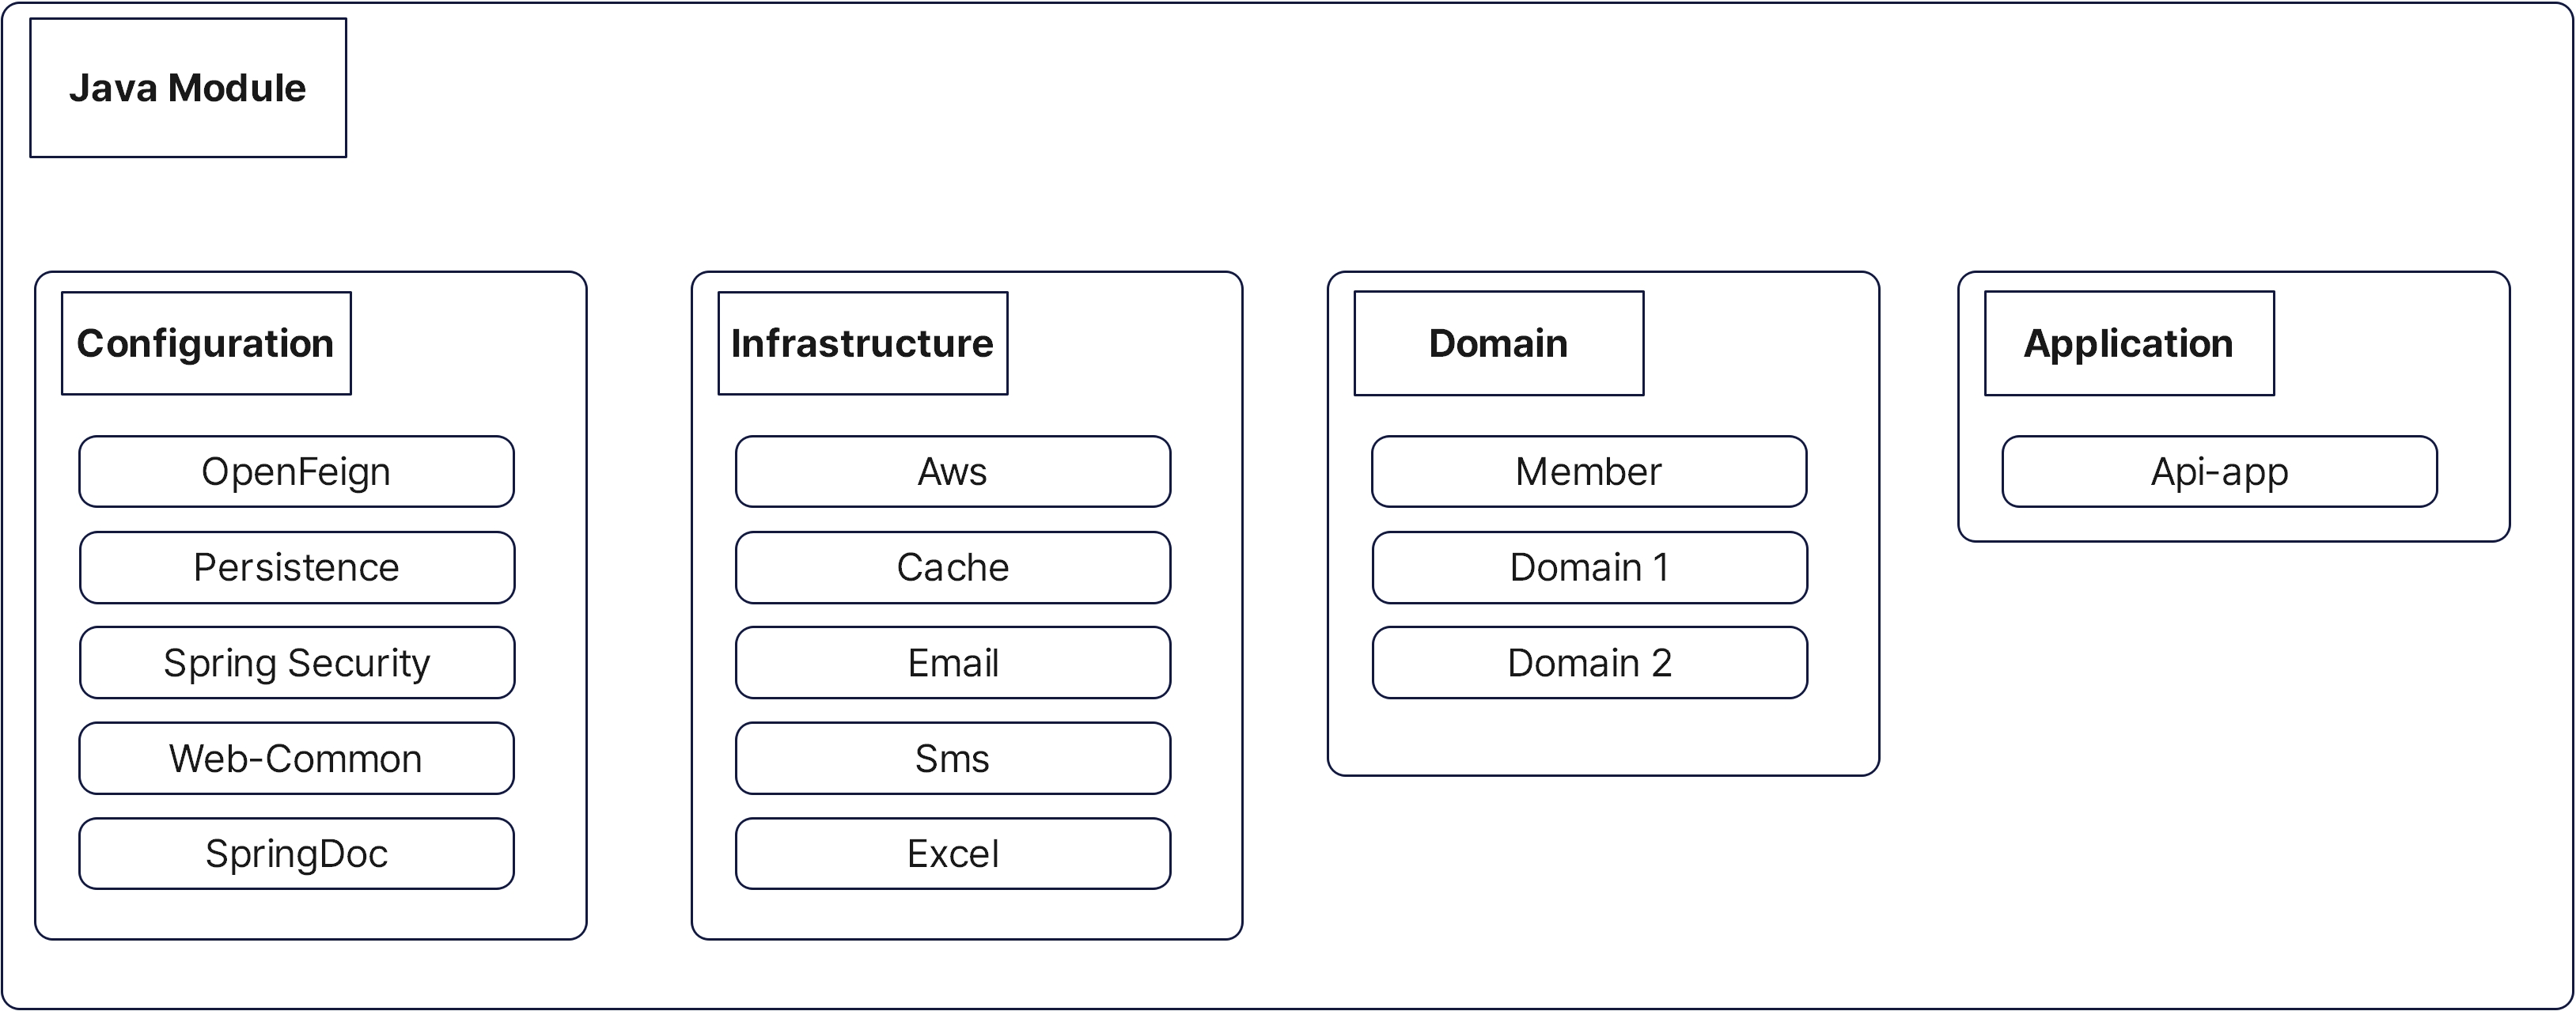 Java Module
Configuration
OpenFeign
Persistence
Spring Security
Web-Common
SpringDoc
Infrastructure
Aws
Cache
Email
Sms
Excel
Domain
Member
Domain 1
Domain 2
Application
Api-app